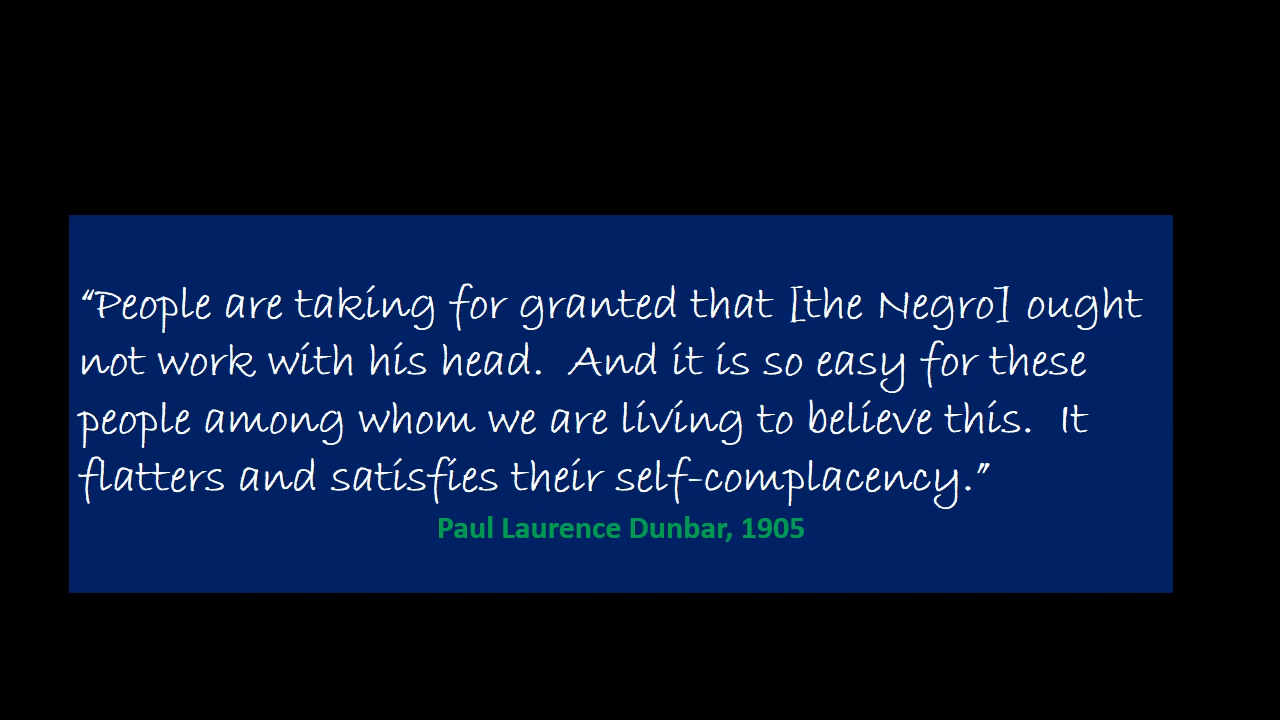 “People are taking for granted that [the Negro] ought
not work with his head.  And it is so easy for these
people among whom we are living to believe this.  It
flatters and satisfies their self-complacency.”
Paul Laurence Dunbar, 1905